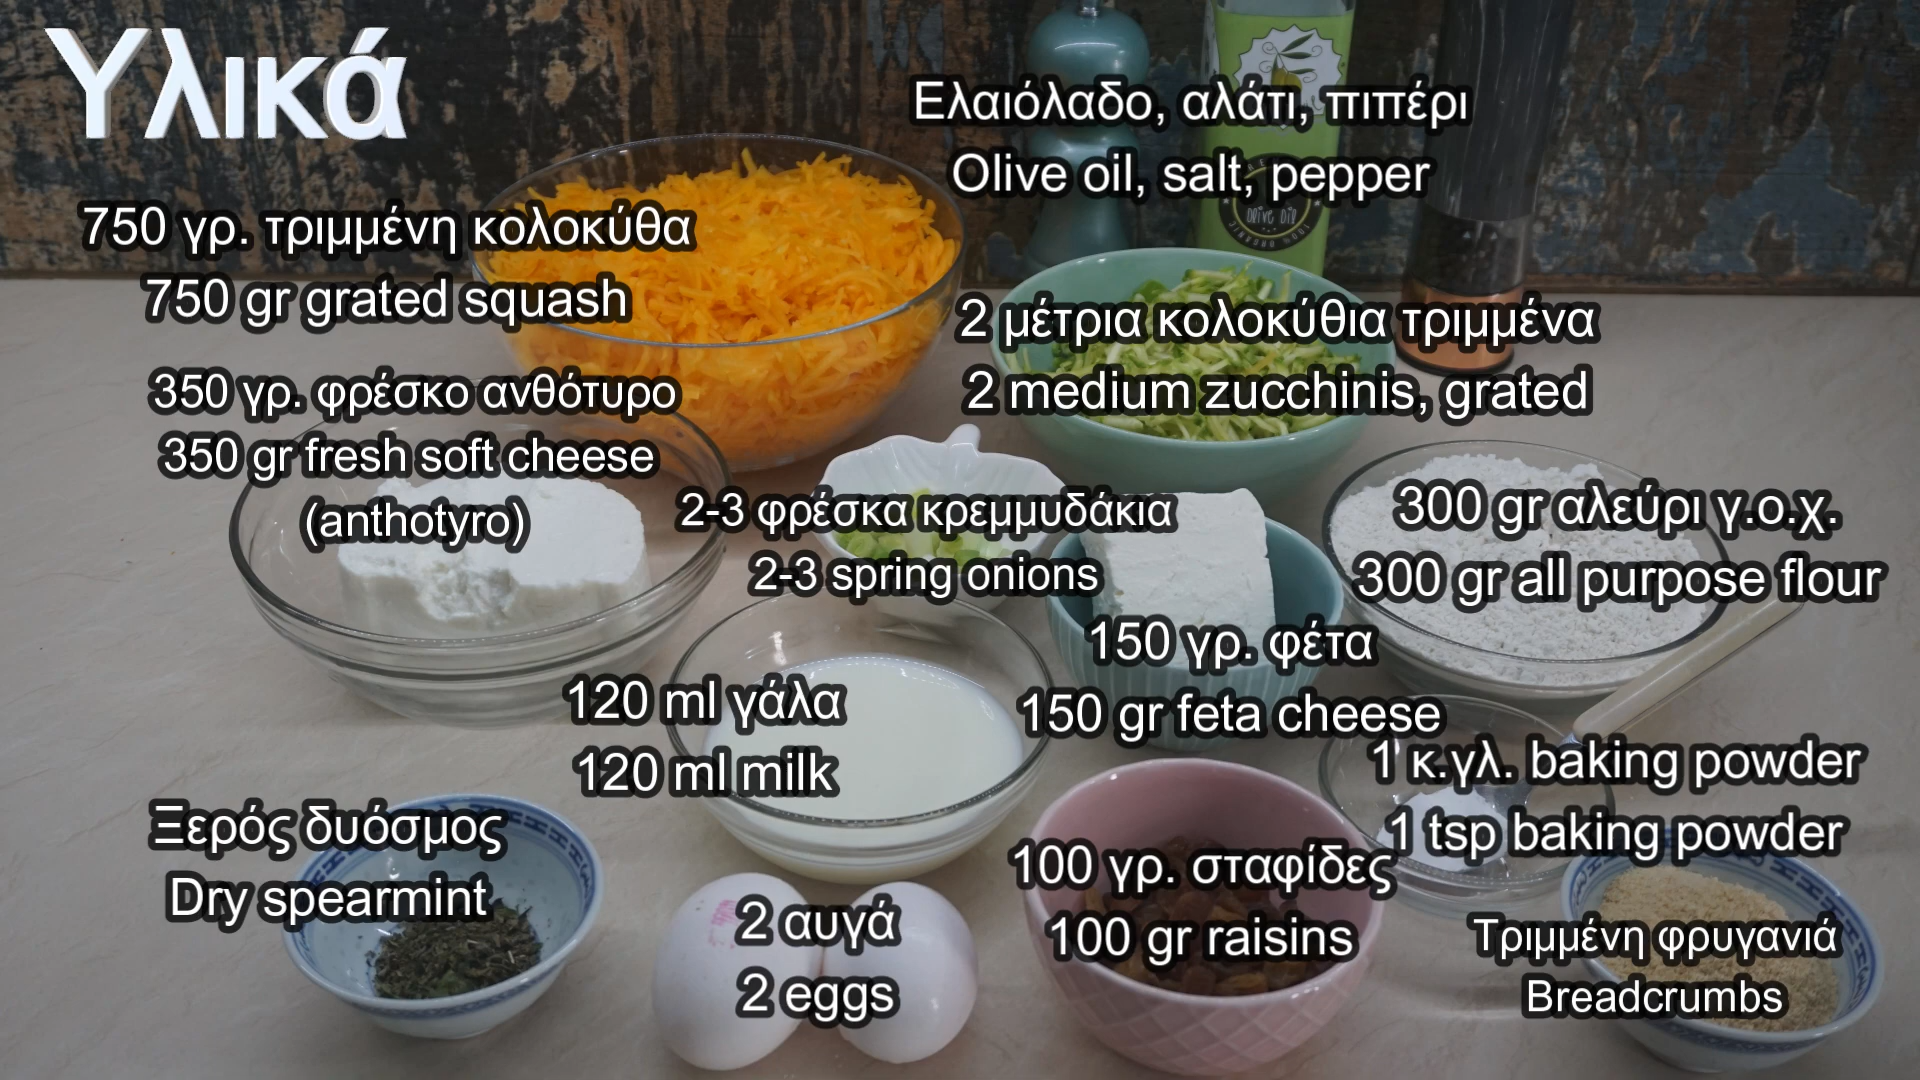 Υλικά
Ελαιόλαδο, αλάτι, πιπέρι
Olive oil, salt, pepper
750 γρ. τριμμένη κολοκύθα
750 gr grated squash
2 μέτρια κολοκύθια τριμμένα
2 medium zucchinis, grated
350 γρ. φρέσκο ανθότυρο
350 gr fresh soft cheese
(anthotyro)
2-3 φρέσκα κρεμμυδάκια
2-3 spring onions
300 gr αλεύρι γ.ο.χ.
300 gr all purpose flour
150 γρ. φέτα
150 gr feta cheese
120 ml γάλα
120 ml milk
1 κ.γλ. baking powder
1 tsp baking powder
Ξερός δυόσμος
Dry spearmint
2 αυγά
2 eggs
100 γρ. σταφίδες
100 gr raisins
Τριμμένη φρυγανιά
Breadcrumbs